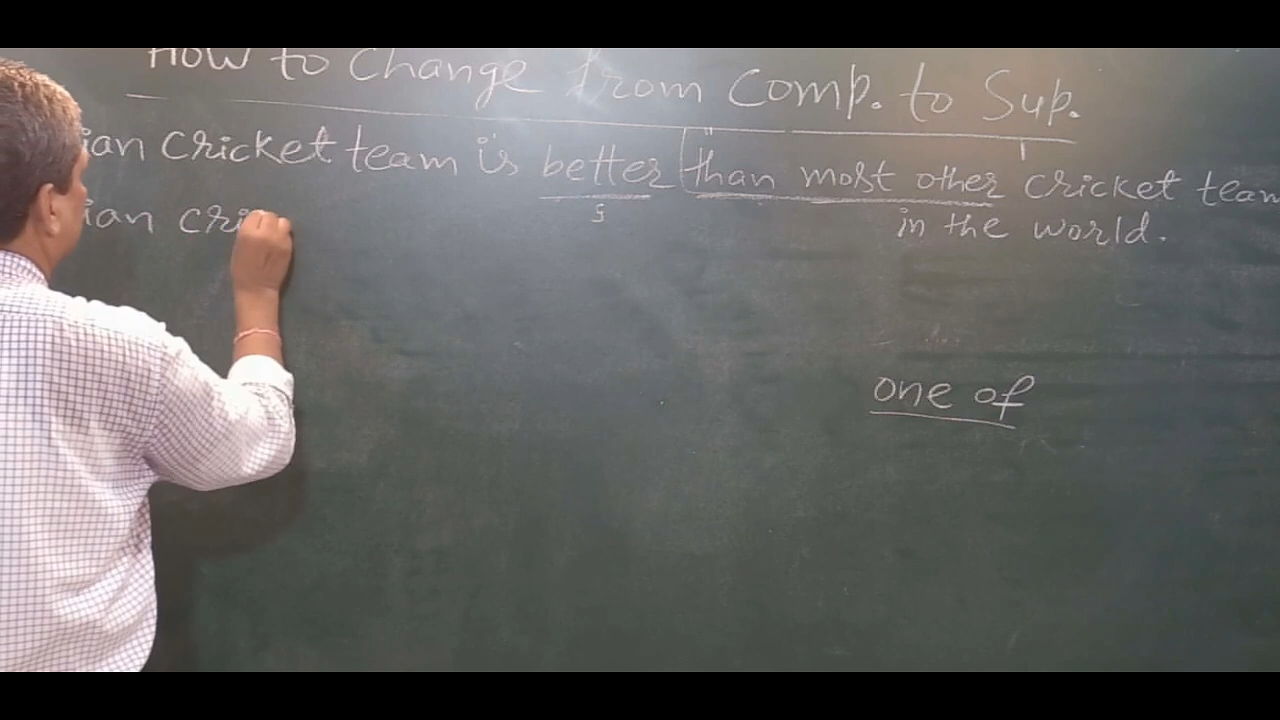 How to Change from Comp. to Sup.
ian cricket team is better than most other cricket team
in the world.
ian cri
one of